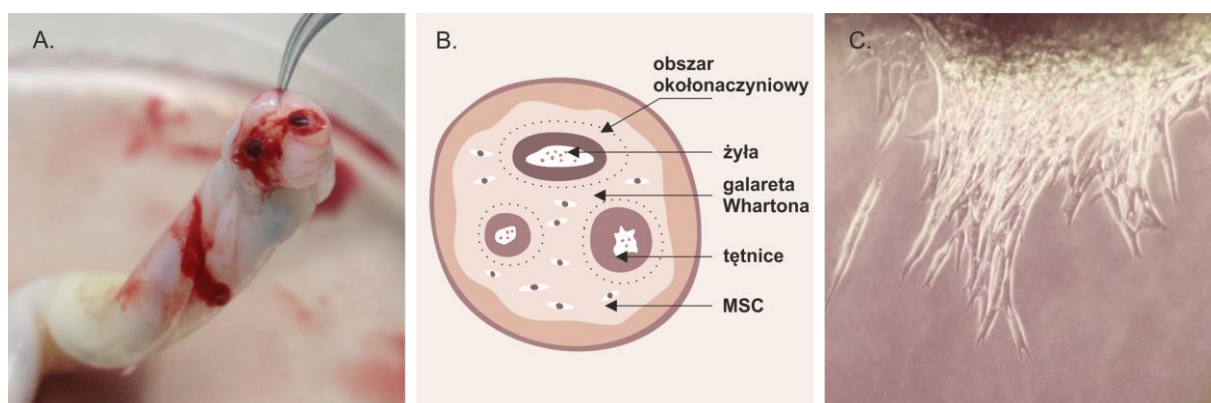 A.
B.
C.
obszar
okołonaczyniowy
żyła
galareta
Whartona
tętnice
MSC